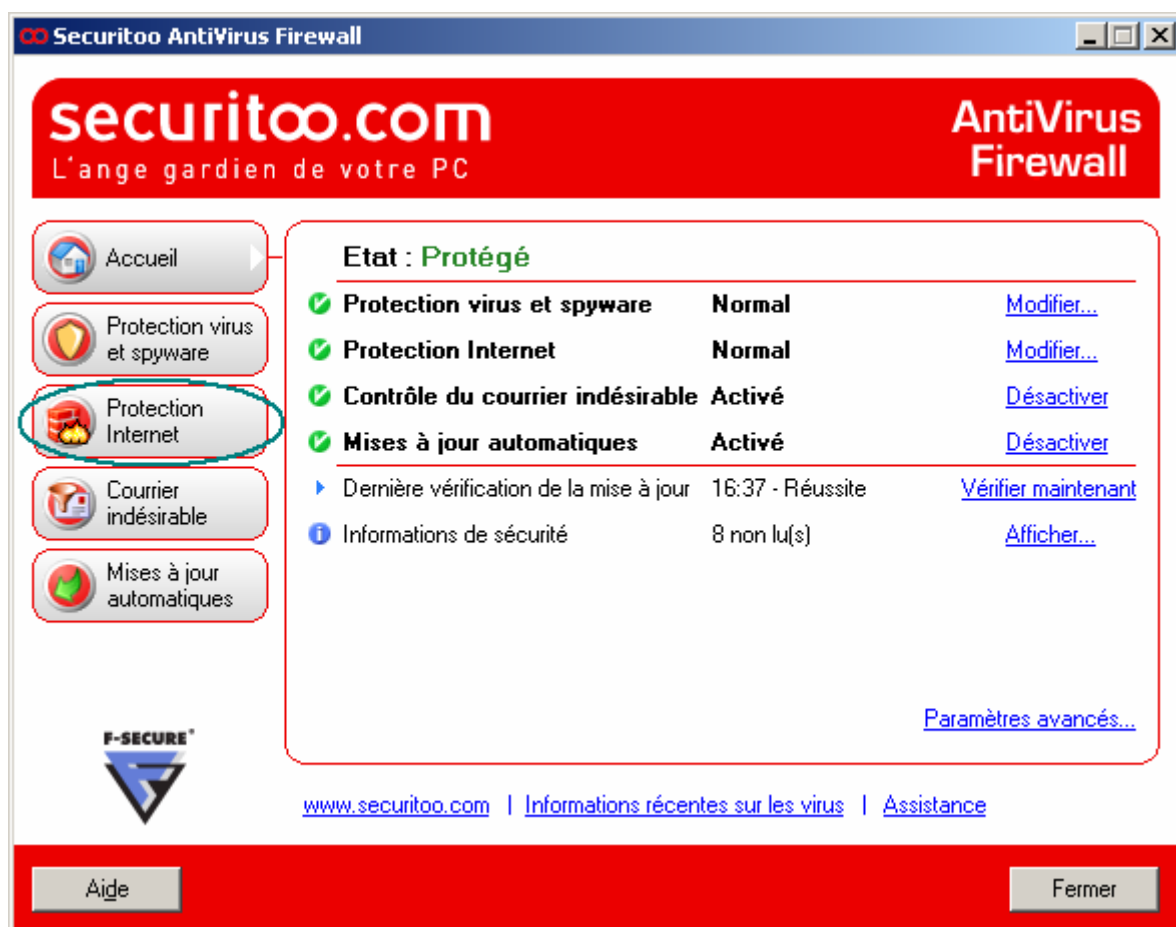 Securitoo AntiVirus Firewall
securitoo.com
L'ange gardien de votre PC
AntiVirus
Firewall
Accueil
Protection virus
et spyware
Protection
Internet
Courrier
indésirable
Mises à jour
automatiques
F-SECURE®
Etat : Protégé
Protection virus et spyware Normal Modifier...
Protection Internet Normal Modifier...
Contrôle du courrier indésirable Activé Désactiver
Mises à jour automatiques Activé Désactiver
Dernière vérification de la mise à jour 16:37 - Réussite Vérifier maintenant
Informations de sécurité 8 non lu(s) Afficher...
Paramètres avancés...
www.securitoo.com | Informations récentes sur les virus | Assistance
Aide
Fermer